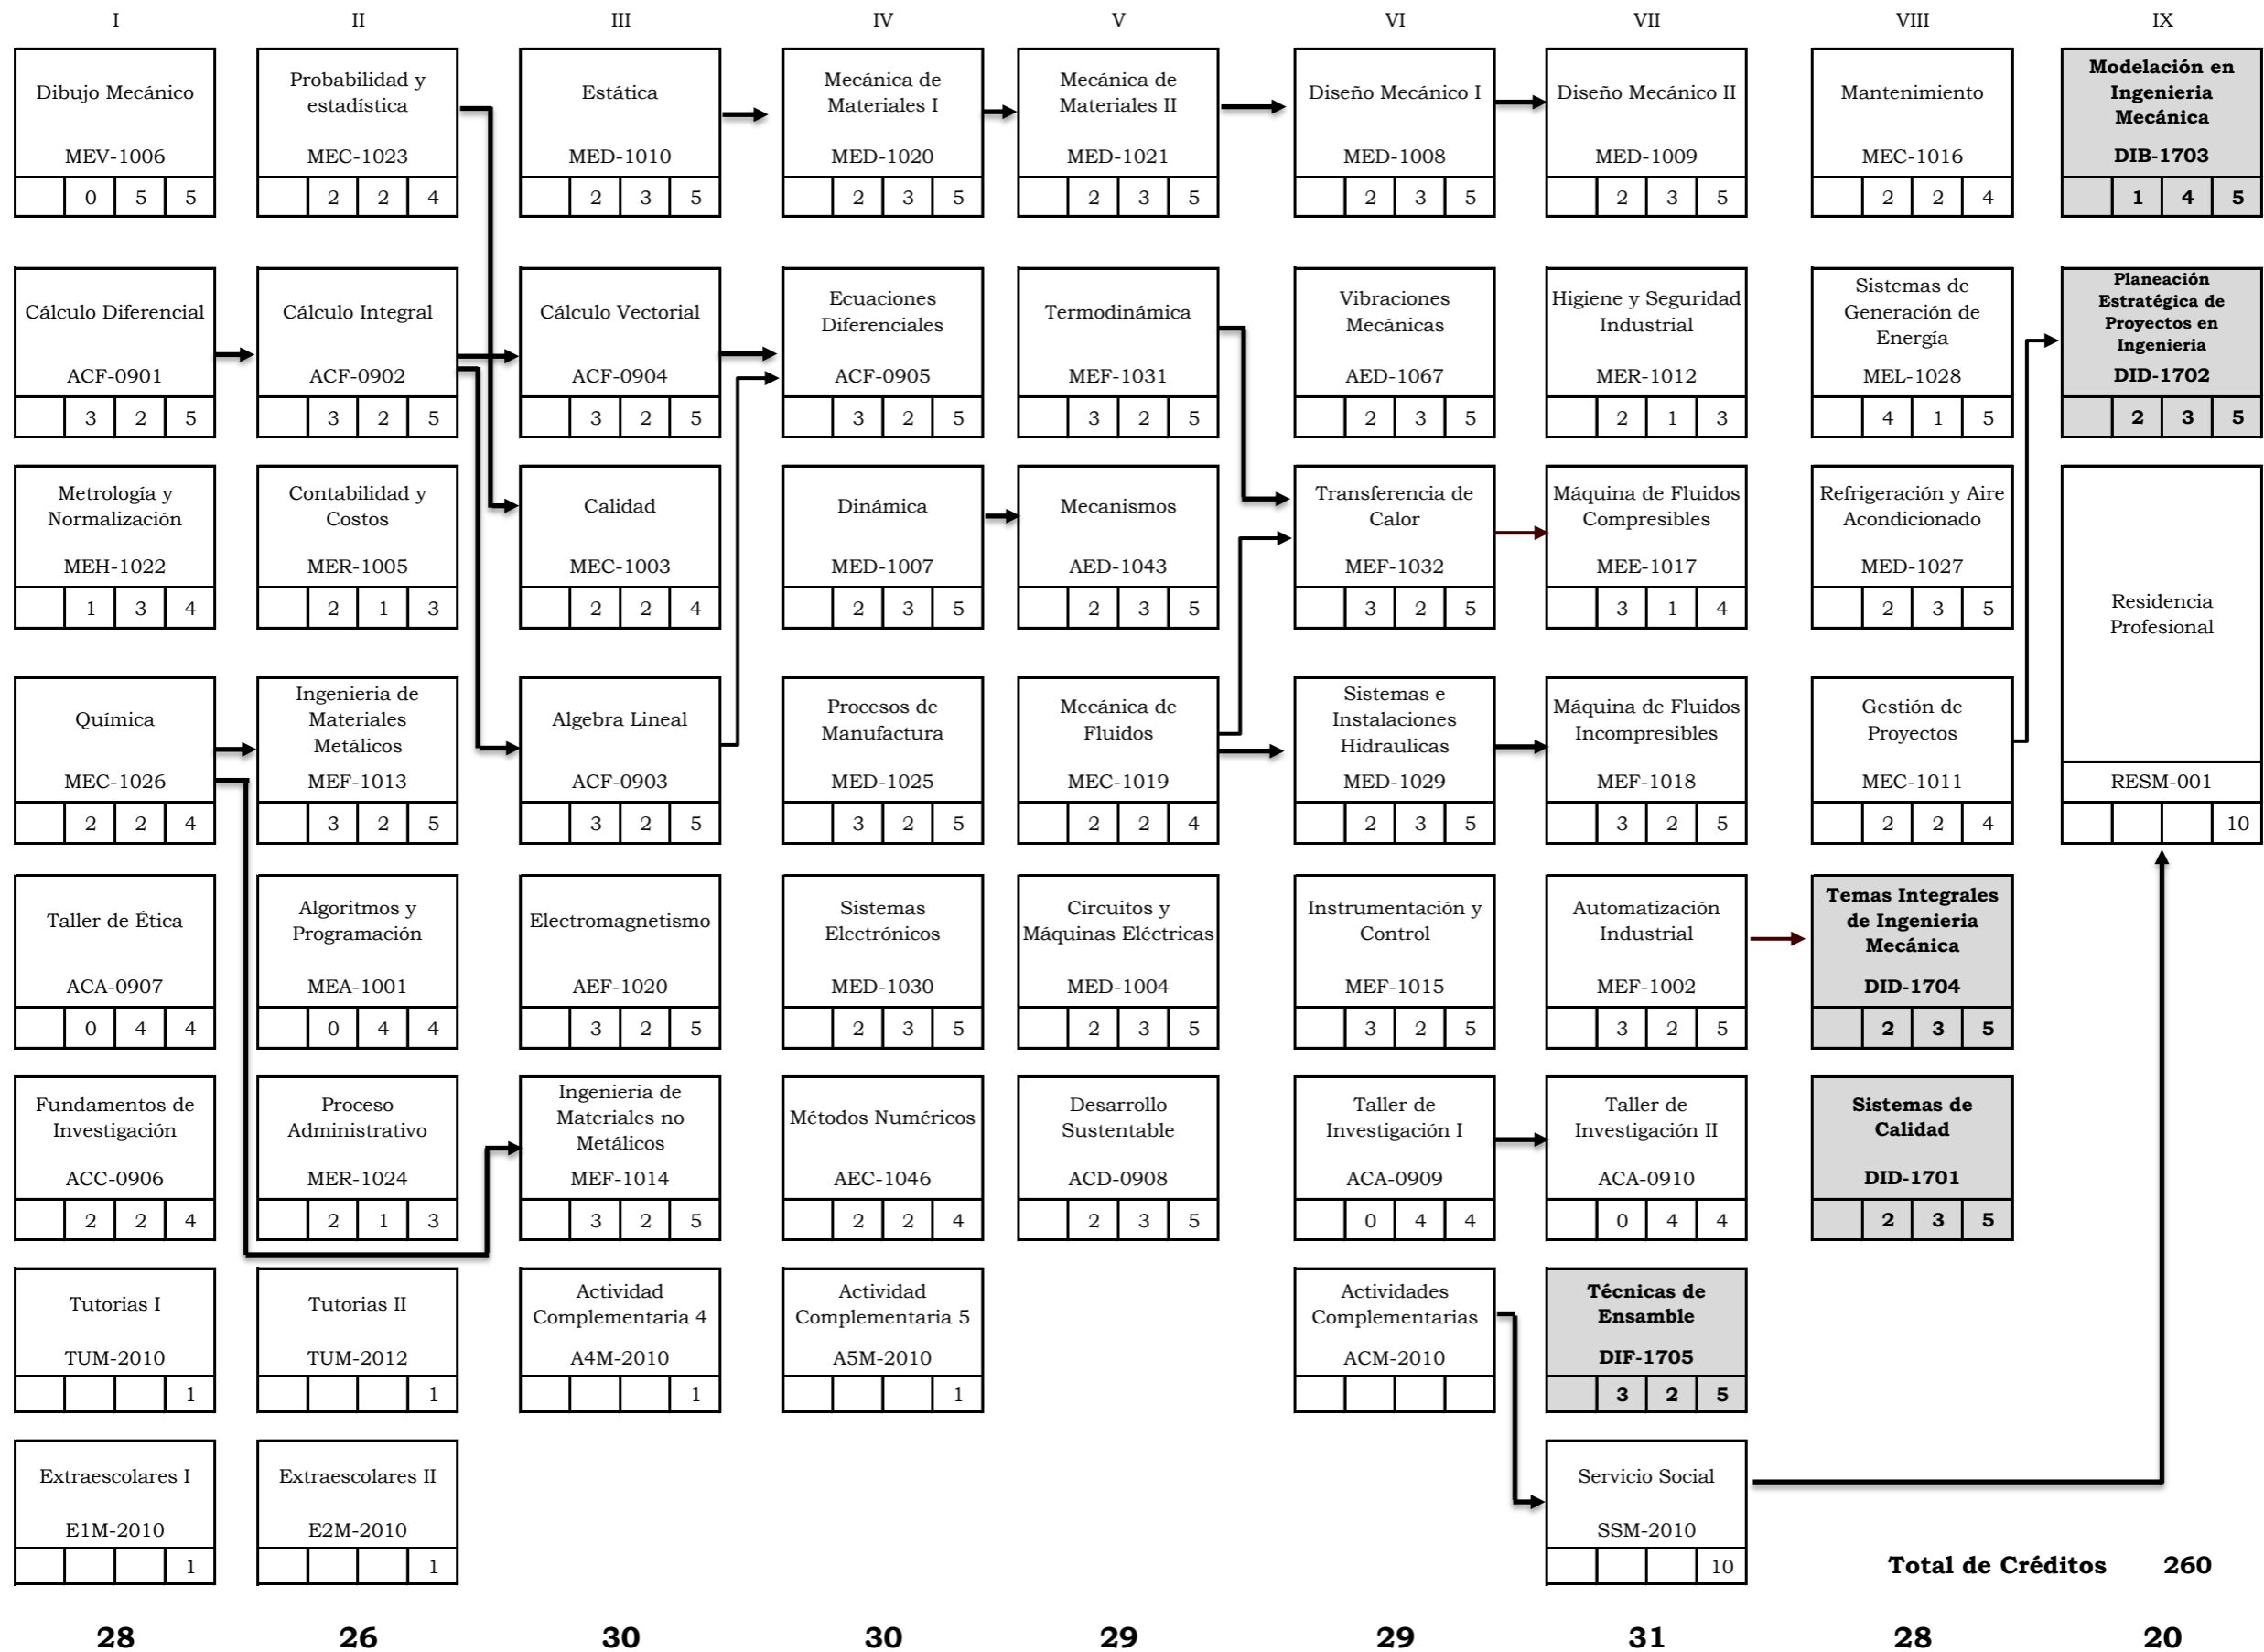 I II III IV V VI VII VIII IX
Dibujo Mecánico
MEV-1006
0 5 5
Probabilidad y
estadística
MEC-1023
2 2 4
Estática
MED-1010
2 3 5
Mecánica de
Materiales I
MED-1020
2 3 5
Mecánica de
Materiales II
MED-1021
2 3 5
Diseño Mecánico I
MED-1008
2 3 5
Diseño Mecánico II
MED-1009
2 3 5
Mantenimiento
MEC-1016
2 2 4
Modelación en
Ingenieria
Mecánica
DIB-1703
1 4 5
Cálculo Diferencial
ACF-0901
3 2 5
Cálculo Integral
ACF-0902
3 2 5
Cálculo Vectorial
ACF-0904
3 2 5
Ecuaciones
Diferenciales
ACF-0905
3 2 5
Termodinámica
MEF-1031
3 2 5
Vibraciones
Mecánicas
AED-1067
2 3 5
Higiene y Seguridad
Industrial
MER-1012
2 1 3
Sistemas de
Generación de
Energía
MEL-1028
4 1 5
Planeación
Estratégica de
Proyectos en
Ingenieria
DID-1702
2 3 5
Metrología y
Normalización
MEH-1022
1 3 4
Contabilidad y
Costos
MER-1005
2 1 3
Calidad
MEC-1003
2 2 4
Dinámica
MED-1007
2 3 5
Mecanismos
AED-1043
2 3 5
Transferencia de
Calor
MEF-1032
3 2 5
Máquina de Fluidos
Compresibles
MEE-1017
3 1 4
Refrigeración y Aire
Acondicionado
MED-1027
2 3 5
Residencia
Profesional
RESM-001
10
Química
MEC-1026
2 2 4
Ingenieria de
Materiales
Metálicos
MEF-1013
3 2 5
Algebra Lineal
ACF-0903
3 2 5
Procesos de
Manufactura
MED-1025
3 2 5
Mecánica de
Fluidos
MEC-1019
2 2 4
Sistemas e
Instalaciones
Hidraulicas
MED-1029
2 3 5
Máquina de Fluidos
Incompresibles
MEF-1018
3 2 5
Gestión de
Proyectos
MEC-1011
2 2 4
Taller de Ética
ACA-0907
0 4 4
Algoritmos y
Programación
MEA-1001
0 4 4
Electromagnetismo
AEF-1020
3 2 5
Sistemas
Electrónicos
MED-1030
2 3 5
Circuitos y
Máquinas Eléctricas
MED-1004
2 3 5
Instrumentación y
Control
MEF-1015
3 2 5
Automatización
Industrial
MEF-1002
3 2 5
Temas Integrales
de Ingenieria
Mecánica
DID-1704
2 3 5
Fundamentos de
Investigación
ACC-0906
2 2 4
Proceso
Administrativo
MER-1024
2 1 3
Ingenieria de
Materiales no
Metálicos
MEF-1014
3 2 5
Métodos Numéricos
AEC-1046
2 2 4
Desarrollo
Sustentable
ACD-0908
2 3 5
Taller de
Investigación I
ACA-0909
0 4 4
Taller de
Investigación II
ACA-0910
0 4 4
Sistemas de
Calidad
DID-1701
2 3 5
Tutorias I
TUM-2010
1
Tutorias II
TUM-2012
1
Actividad
Complementaria 4
A4M-2010
1
Actividad
Complementaria 5
A5M-2010
1
Actividades
Complementarias
ACM-2010
Técnicas de
Ensamble
DIF-1705
3 2 5
Extraescolares I
E1M-2010
1
Extraescolares II
E2M-2010
1
Servicio Social
SSM-2010
10
Total de Créditos 260
28 26 30 30 29 29 31 28 20